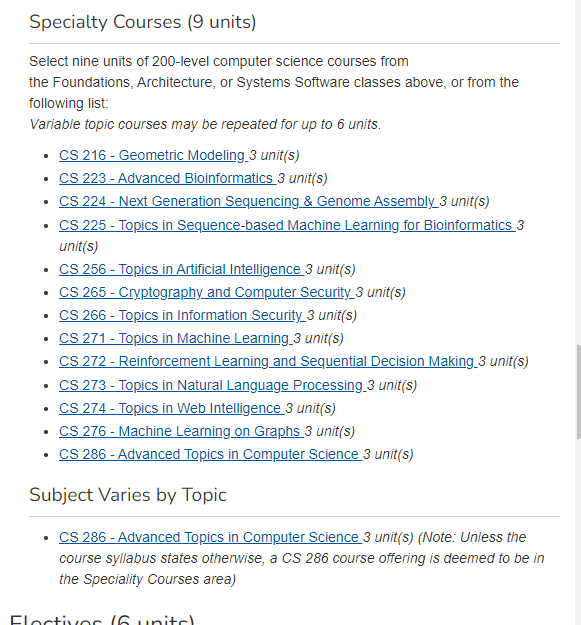 Specialty Courses (9 units)
Select nine units of 200-level computer science courses from
the Foundations, Architecture, or Systems Software classes above, or from the
following list:
Variable topic courses may be repeated for up to 6 units.
• CS 216 - Geometric Modeling 3 unit(s)
• CS 223 - Advanced Bioinformatics 3 unit(s)
• CS 224 - Next Generation Sequencing & Genome Assembly 3 unit(s)
• CS 225 - Topics in Sequence-based Machine Learning for Bioinformatics 3
unit(s)
• CS 256 - Topics in Artificial Intelligence 3 unit(s)
• CS 265 - Cryptography and Computer Security 3 unit(s)
• CS 266 - Topics in Information Security 3 unit(s)
• CS 271 - Topics in Machine Learning 3 unit(s)
• CS 272 - Reinforcement Learning and Sequential Decision Making 3 unit(s)
• CS 273 - Topics in Natural Language Processing 3 unit(s)
• CS 274 - Topics in Web Intelligence 3 unit(s)
• CS 276 - Machine Learning on Graphs 3 unit(s)
• CS 286 - Advanced Topics in Computer Science 3 unit(s)
Subject Varies by Topic
• CS 286 - Advanced Topics in Computer Science 3 unit(s) (Note: Unless the
course syllabus states otherwise, a CS 286 course offering is deemed to be in
the Speciality Courses area)
Electives (6 units)